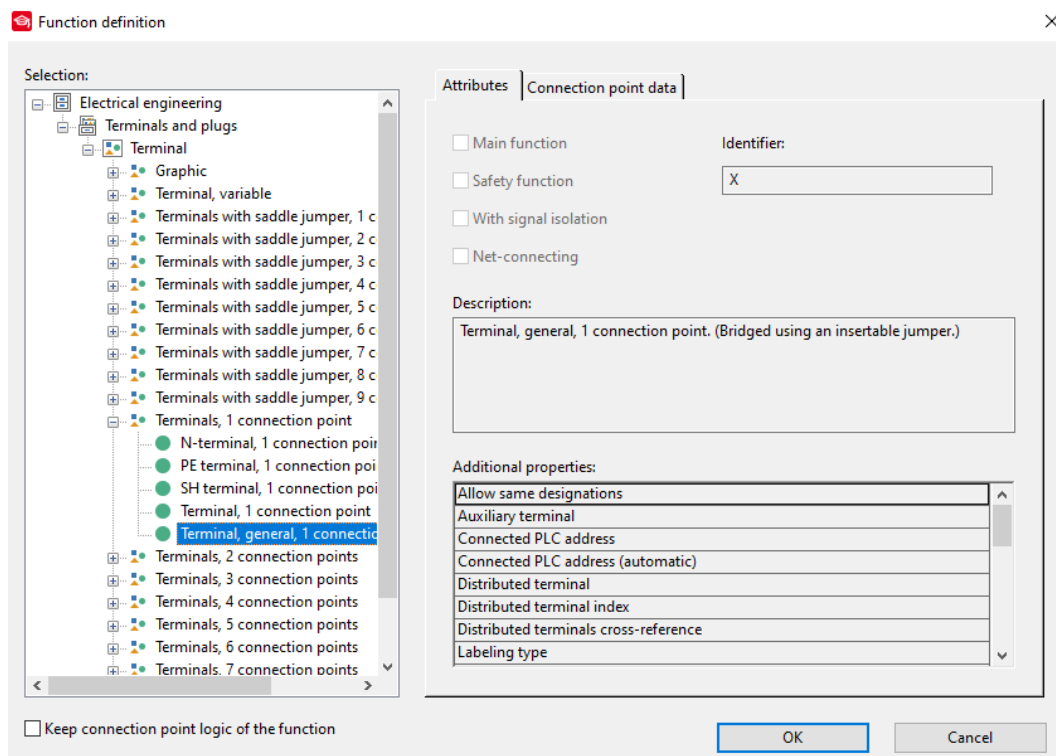 Function definition
Selection:
Electrical engineering
Terminals and plugs
Terminal
Graphic
Terminal, variable
Terminals with saddle jumper, 1 c
Terminals with saddle jumper, 2 c
Terminals with saddle jumper, 3 c
Terminals with saddle jumper, 4 c
Terminals with saddle jumper, 5 c
Terminals with saddle jumper, 6 c
Terminals with saddle jumper, 7 c
Terminals with saddle jumper, 8 c
Terminals with saddle jumper, 9 c
Terminals, 1 connection point
N-terminal, 1 connection poin
PE terminal, 1 connection poi
SH terminal, 1 connection poi
Terminal, 1 connection point
Terminal, general, 1 connectio
Terminals, 2 connection points
Terminals, 3 connection points
Terminals, 4 connection points
Terminals, 5 connection points
Terminals, 6 connection points
Terminals, 7 connection points
Keep connection point logic of the function
Attributes
Connection point data
Main function
Safety function
With signal isolation
Net-connecting
Identifier:
X
Description:
Terminal, general, 1 connection point. (Bridged using an insertable jumper.)
Additional properties:
Allow same designations
Auxiliary terminal
Connected PLC address
Connected PLC address (automatic)
Distributed terminal
Distributed terminal index
Distributed terminals cross-reference
Labeling type
OK
Cancel